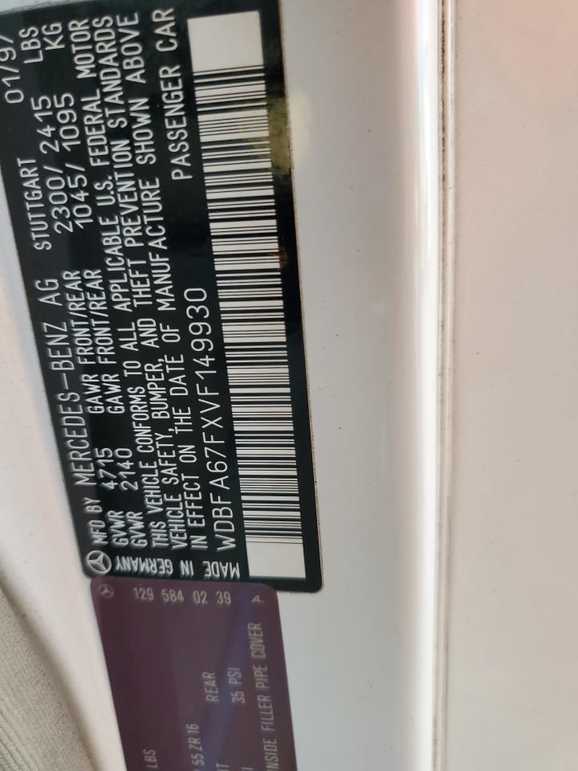 MFD BY MERCEDES-BENZ AG STUTTGART 01/97
GVWR 4715 GAWR FRONT/REAR 2300/ 2415 LBS
GVWR 2140 GAWR FRONT/REAR 1045/ 1095 KG
THIS VEHICLE CONFORMS TO ALL APPLICABLE U.S. FEDERAL MOTOR
VEHICLE SAFETY, BUMPER, AND THEFT PREVENTION STANDARDS
IN EFFECT ON THE DATE OF MANUFACTURE SHOWN ABOVE
PASSENGER CAR
WDBFA67FXVF149930
MADE IN GERMANY
129 584 02 39
LBS
55ZR16
REAR
35 PSI
INSIDE FILLER PIPE COVER